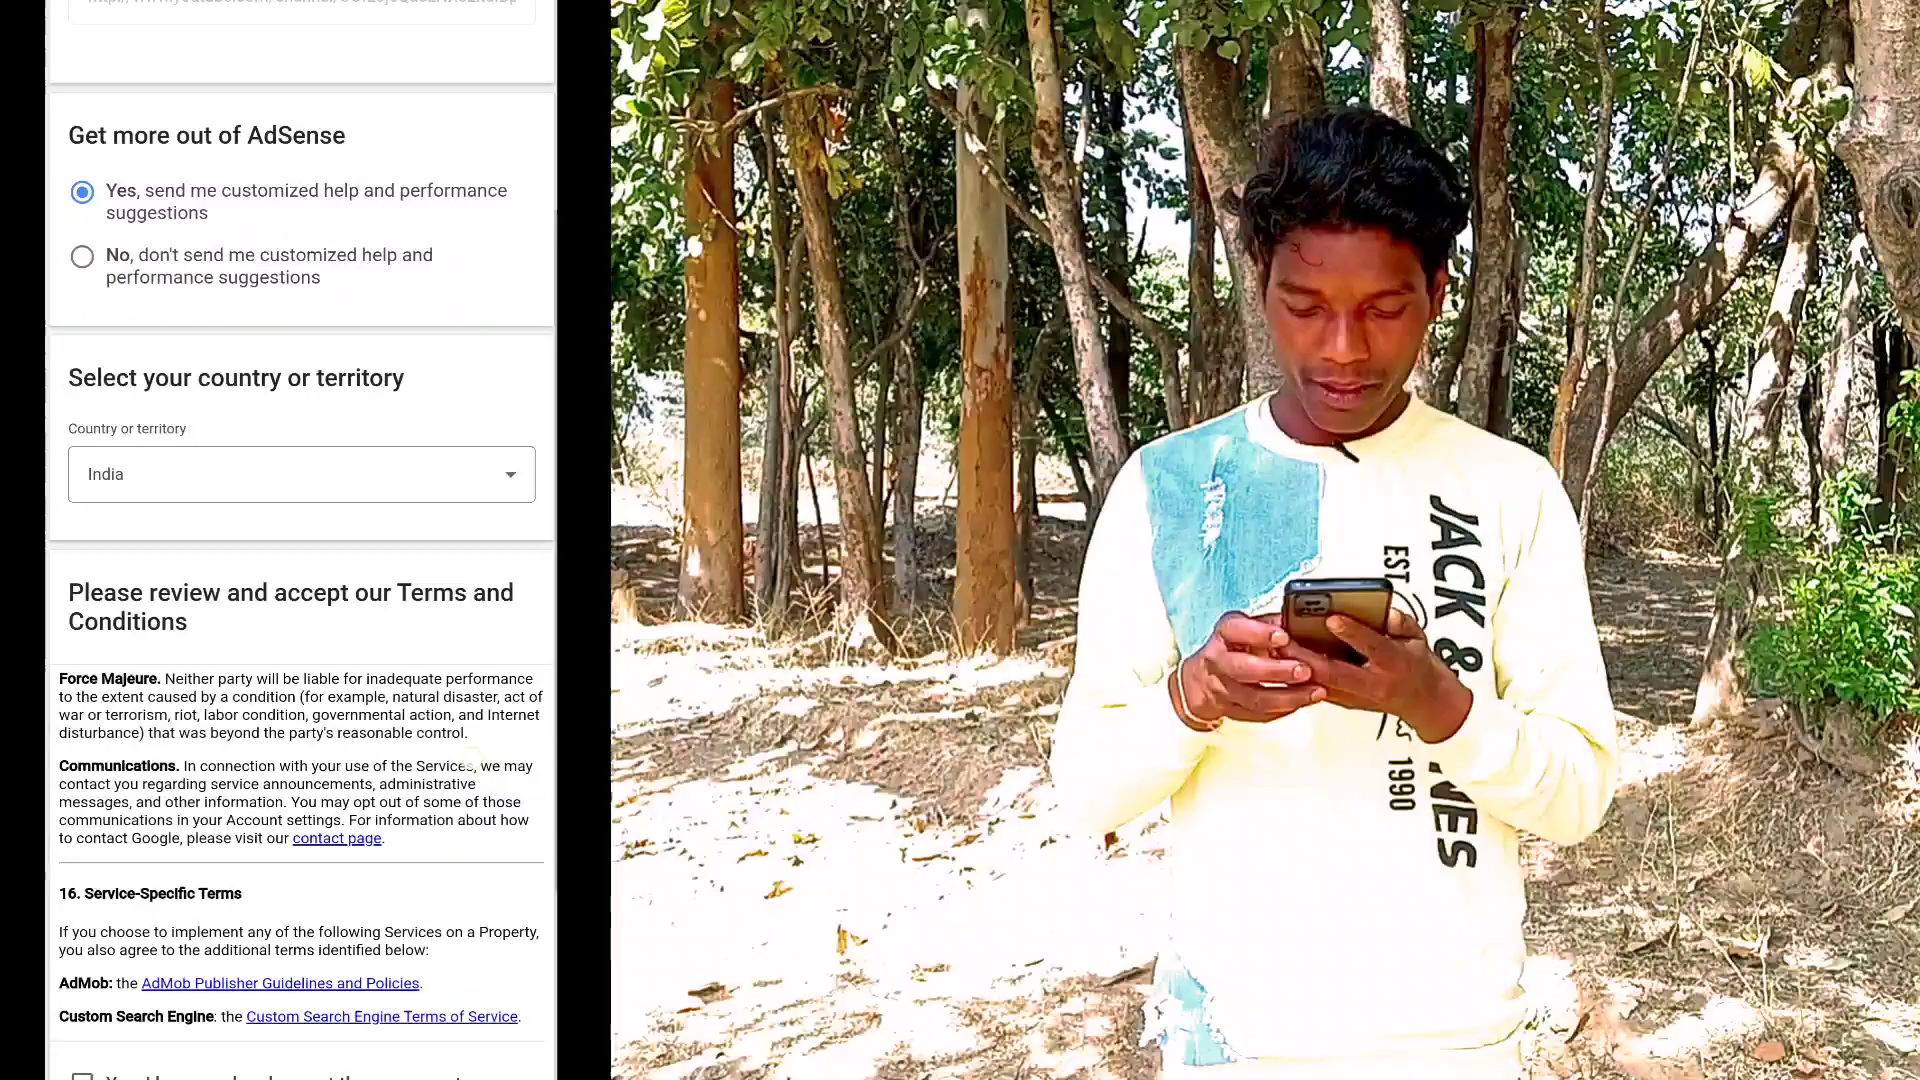 Get more out of AdSense
Yes, send me customized help and performance
suggestions
No, don't send me customized help and
performance suggestions
Select your country or territory
Country or territory
India
Please review and accept our Terms and
Conditions
Force Majeure. Neither party will be liable for inadequate performance
to the extent caused by a condition (for example, natural disaster, act of
war or terrorism, riot, labor condition, governmental action, and Internet
disturbance) that was beyond the party's reasonable control.
Communications. In connection with your use of the Services, we may
contact you regarding service announcements, administrative
messages, and other information. You may opt out of some of those
communications in your Account settings. For information about how
to contact Google, please visit our contact page.
16. Service-Specific Terms
If you choose to implement any of the following Services on a Property,
you also agree to the additional terms identified below:
AdMob: the AdMob Publisher Guidelines and Policies.
Custom Search Engine: the Custom Search Engine Terms of Service.
JACK &
EST
1990